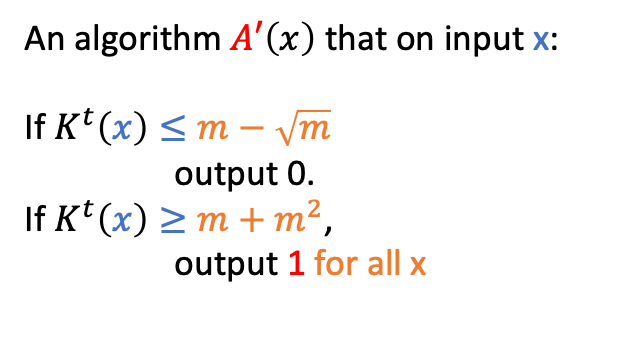 An algorithm A′(x) that on input x:
If Kᵗ(x) ≤ m − √m
output 0.
If Kᵗ(x) ≥ m + m²,
output 1 for all x